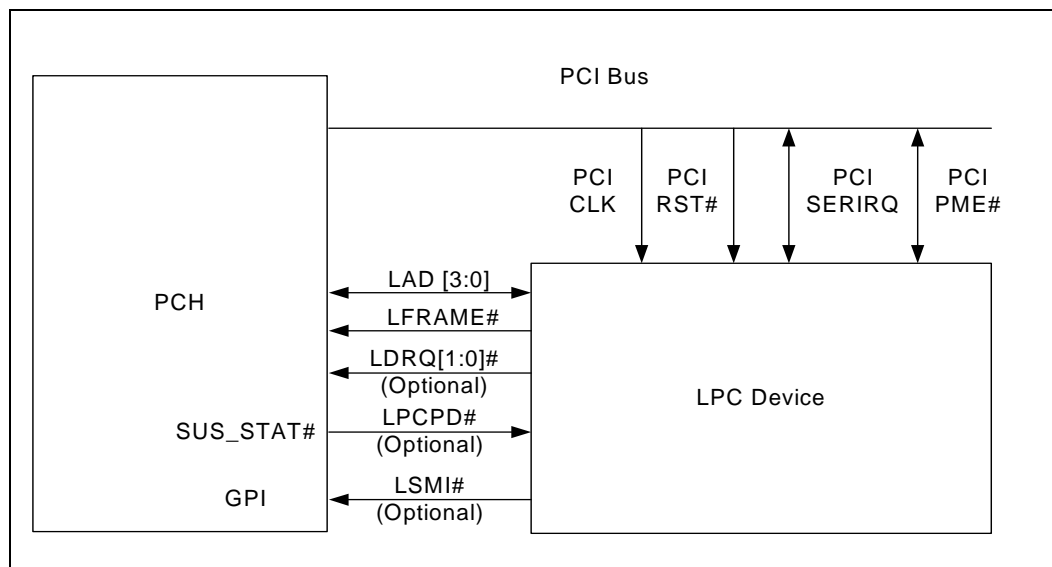 PCI Bus
PCI
CLK
PCI
RST#
PCI
SERIRQ
PCI
PME#
PCH
LAD [3:0]
LFRAME#
LDRQ[1:0]#
(Optional)
SUS_STAT#
LPCPD#
(Optional)
GPI
LSMI#
(Optional)
LPC Device